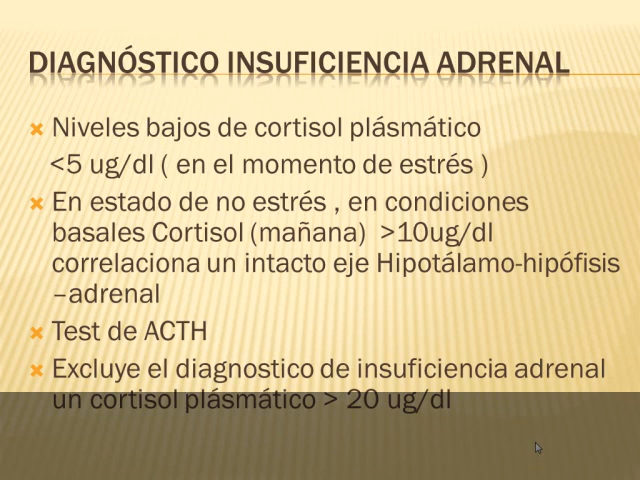 DIAGNÓSTICO INSUFICIENCIA ADRENAL
Niveles bajos de cortisol plásmático
<5 ug/dl ( en el momento de estrés )
En estado de no estrés , en condiciones
basales Cortisol (mañana)  >10ug/dl
correlaciona un intacto eje Hipotálamo-hipófisis
–adrenal
Test de ACTH
Excluye el diagnostico de insuficiencia adrenal
un cortisol plásmático > 20 ug/dl